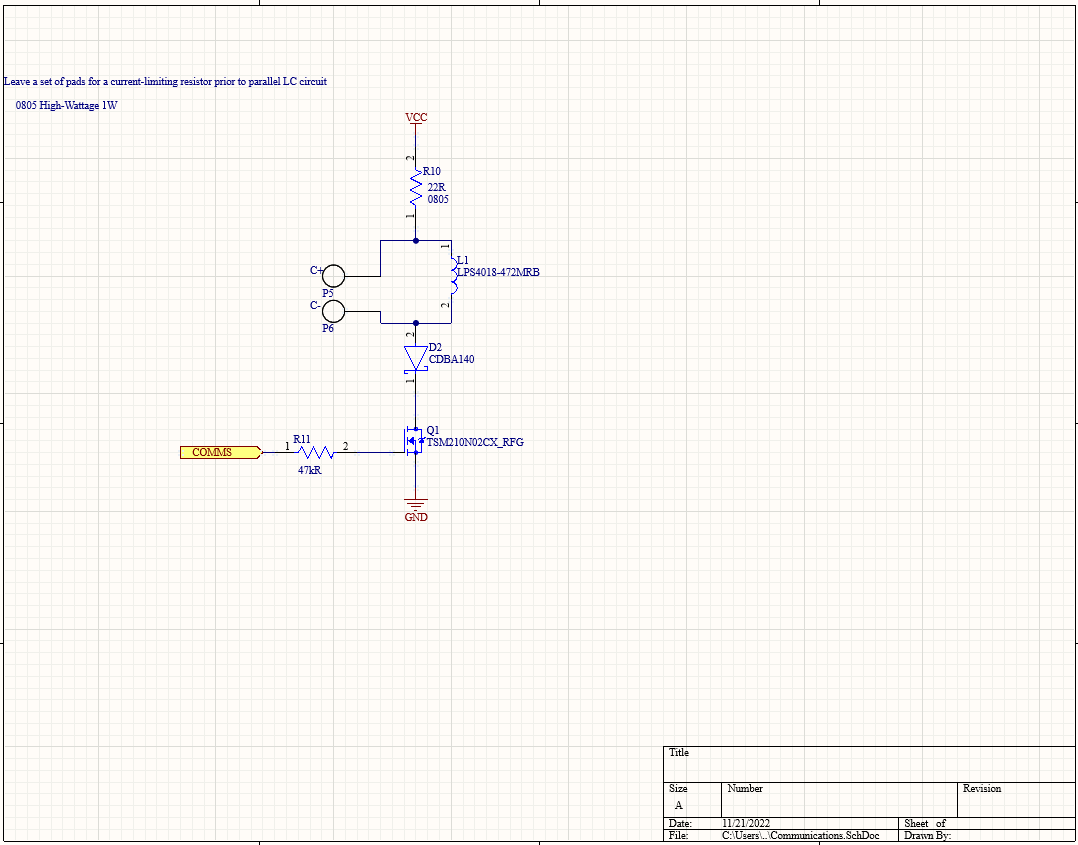 Leave a set of pads for a current-limiting resistor prior to parallel LC circuit
0805 High-Wattage 1W
VCC
2
R10
22R
0805
1
1
C+
P5
L1
LPS4018-472MRB
C-
P6
2
2
D2
CDBA140
1
Q1
TSM210N02CX_RFG
COMMS
1
R11
2
47kR
GND
Title
Size
A
Number
Revision
Date:
11/21/2022
Sheet of
File:
C:\Users\..\Communications.SchDoc
Drawn By: